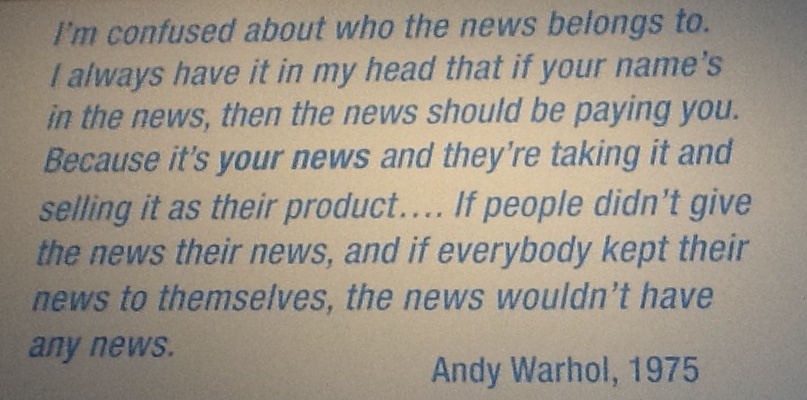 I'm confused about who the news belongs to.
I always have it in my head that if your name's
in the news, then the news should be paying you.
Because it's your news and they're taking it and
selling it as their product.... If people didn't give
the news their news, and if everybody kept their
news to themselves, the news wouldn't have
any news.
Andy Warhol, 1975